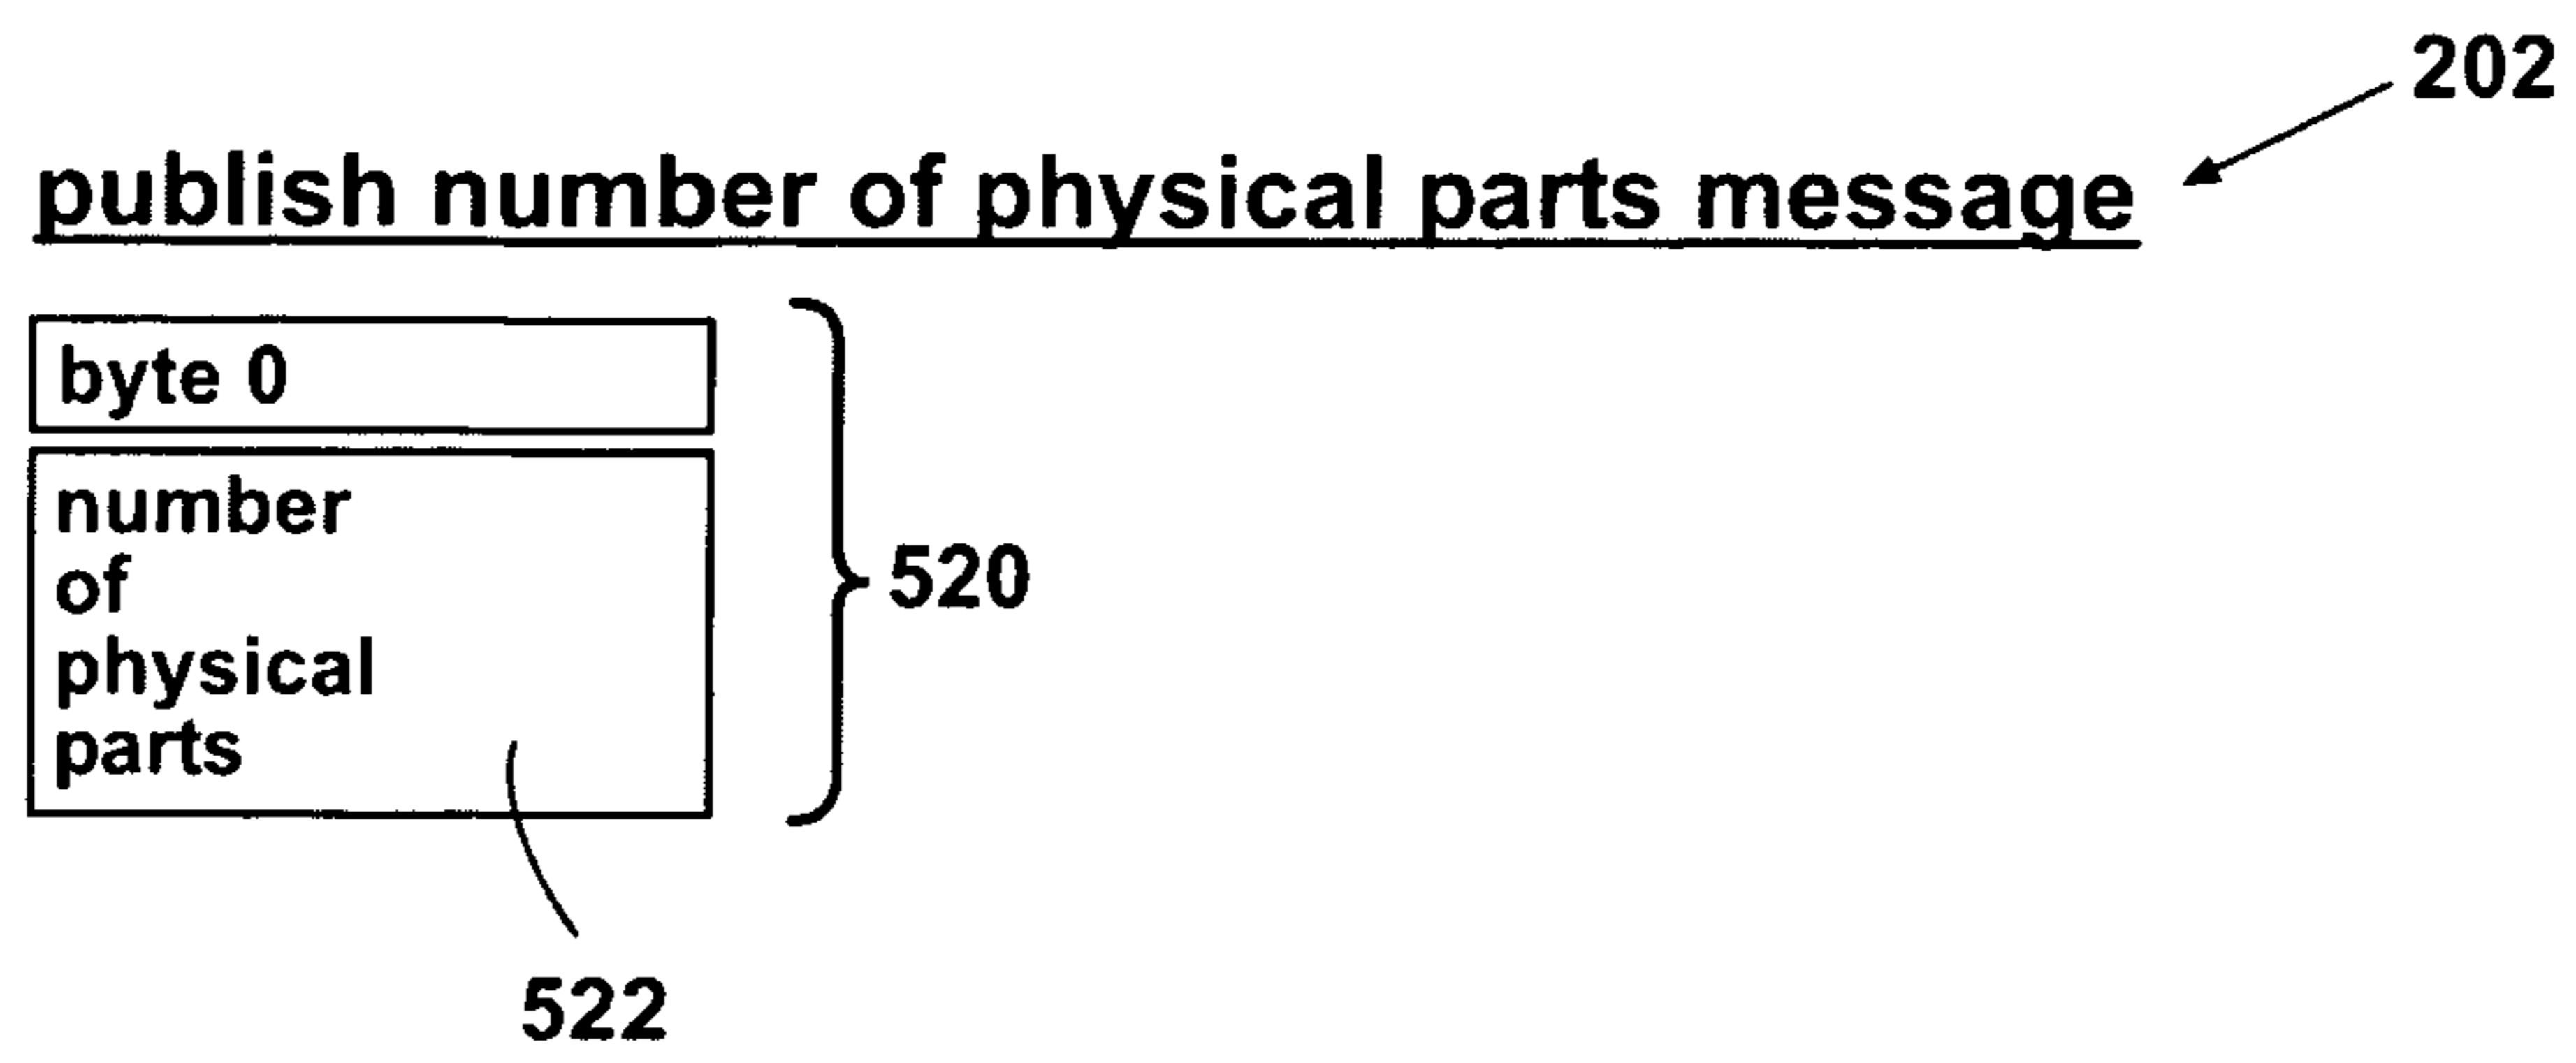 202
publish number of physical parts message
byte 0
number
of
physical
parts
520
522